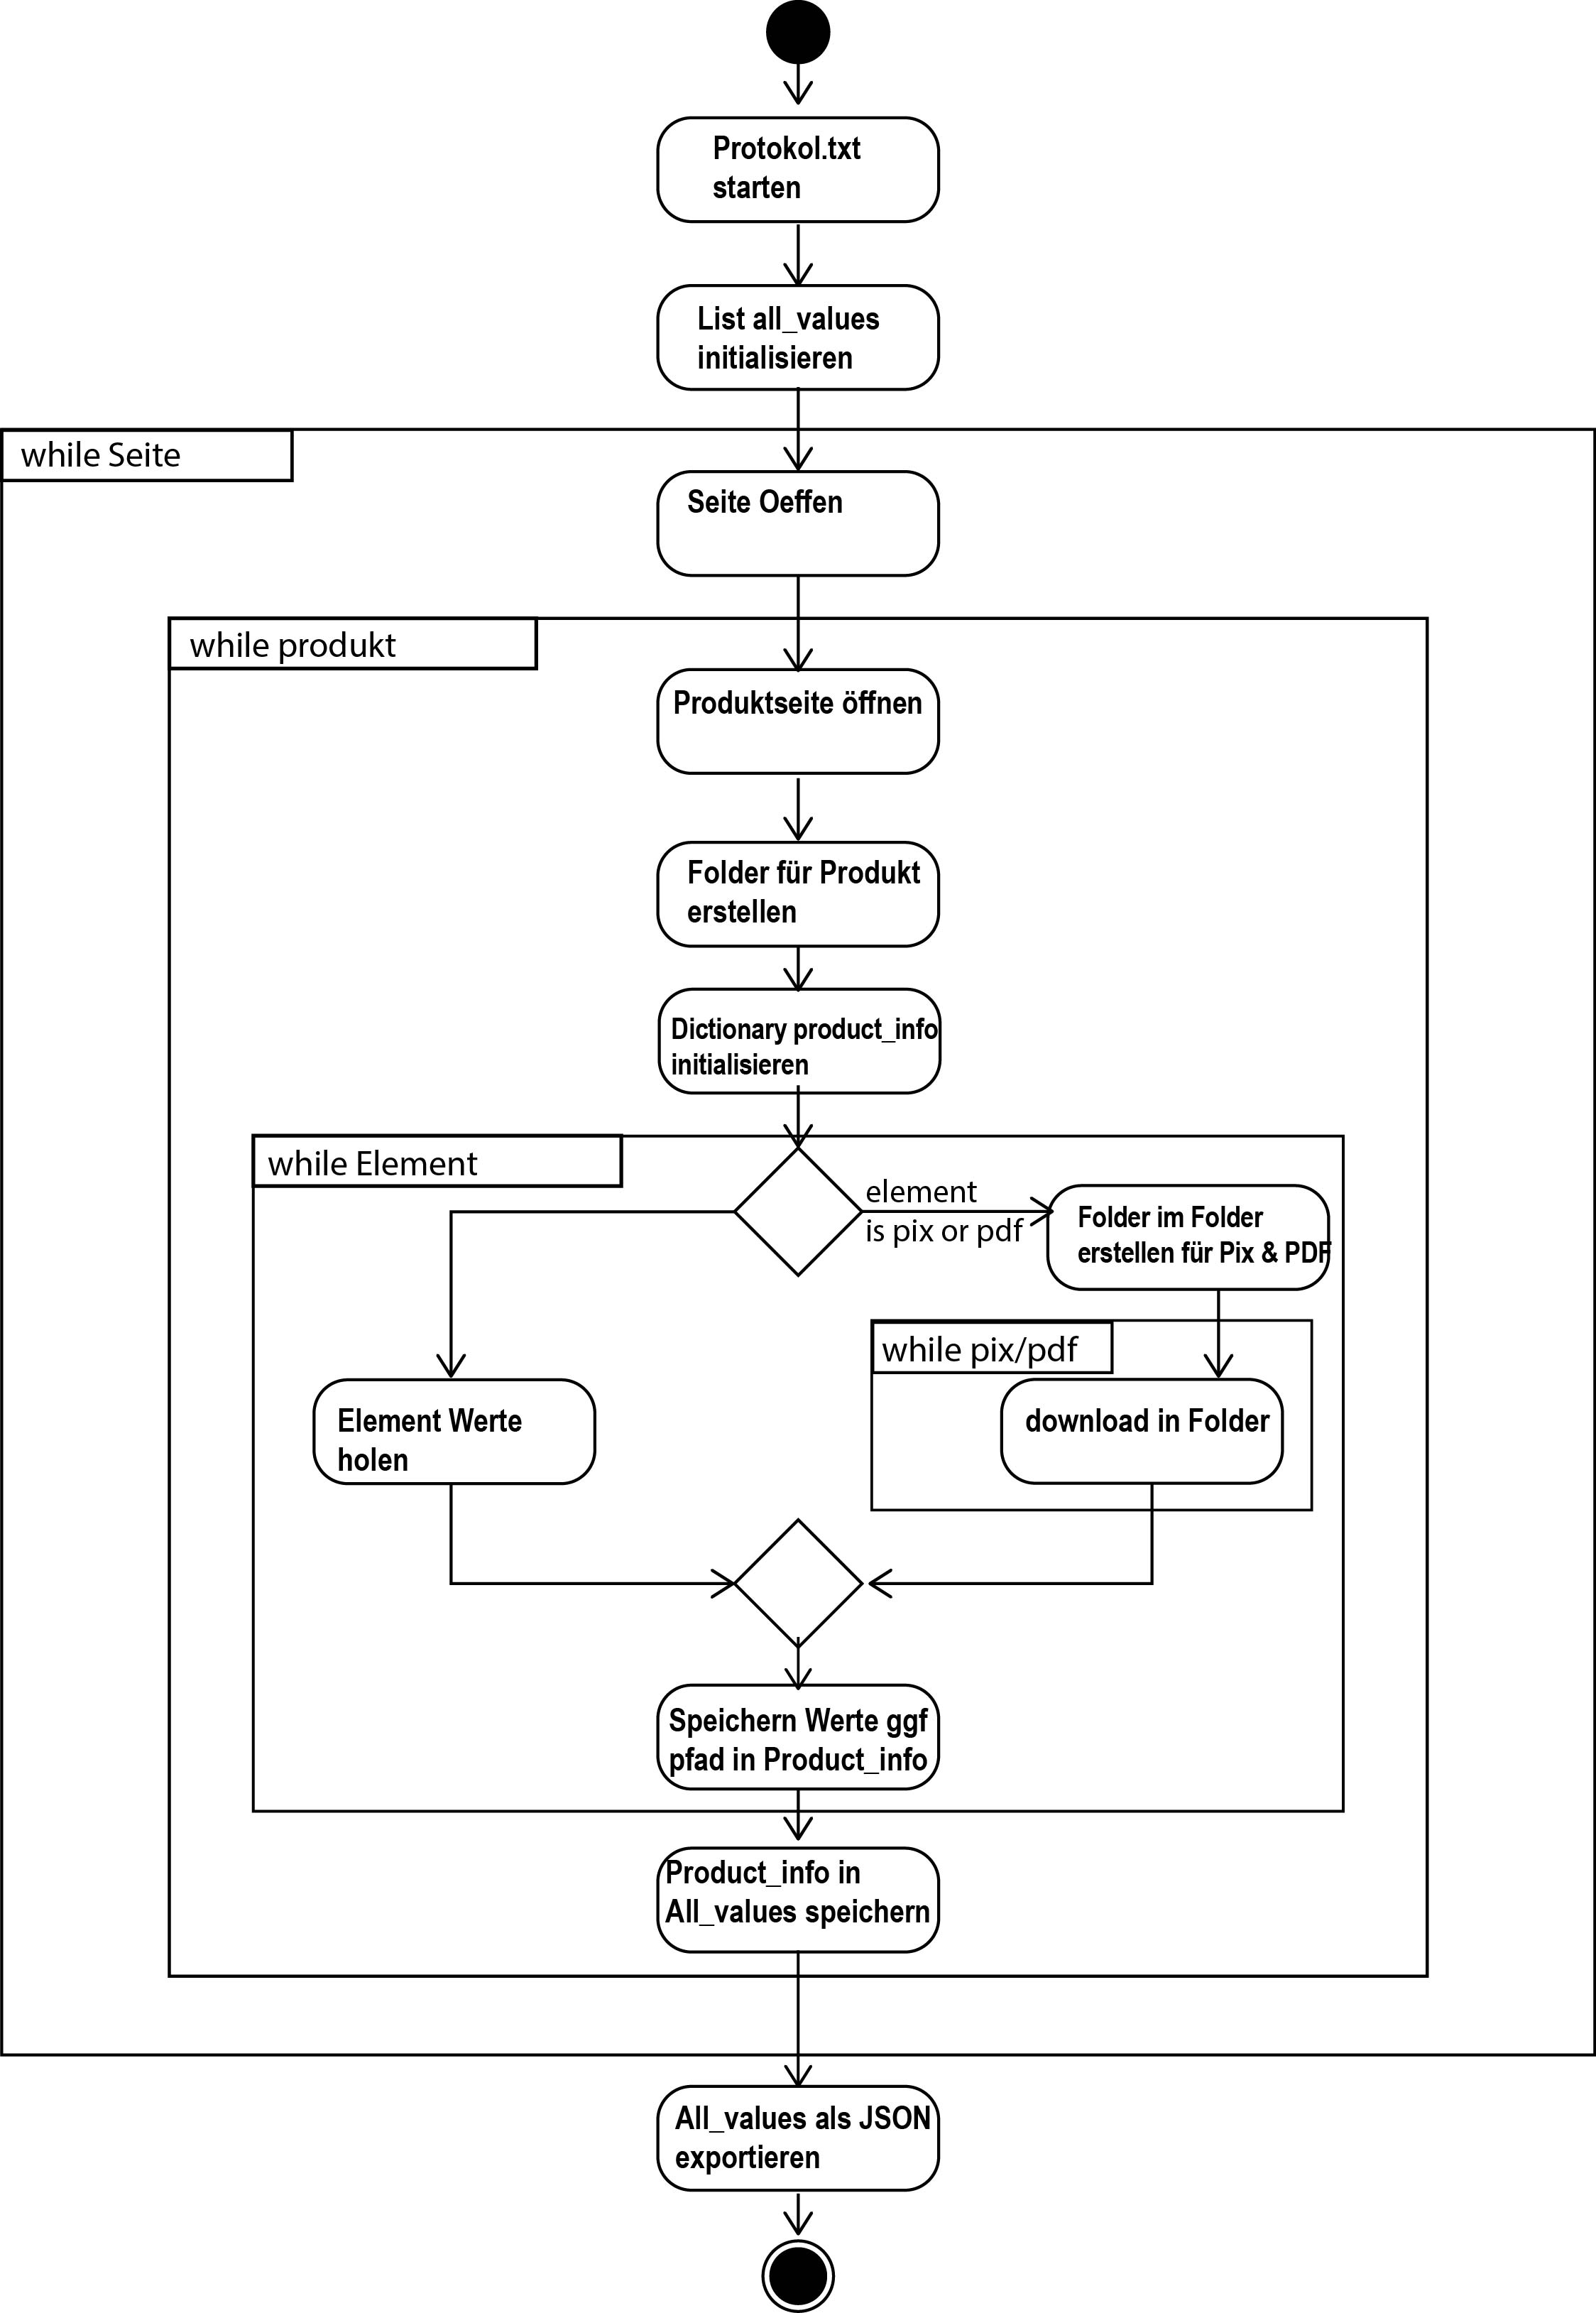 Protokol.txt
starten
List all_values
initialisieren
while Seite
Seite Oeffen
while produkt
Produktseite öffnen
Folder für Produkt
erstellen
Dictionary product_info
initialisieren
while Element
element
is pix or pdf
Folder im Folder
erstellen für Pix & PDF
while pix/pdf
Element Werte
holen
download in Folder
Speichern Werte ggf
pfad in Product_info
Product_info in
All_values speichern
All_values als JSON
exportieren